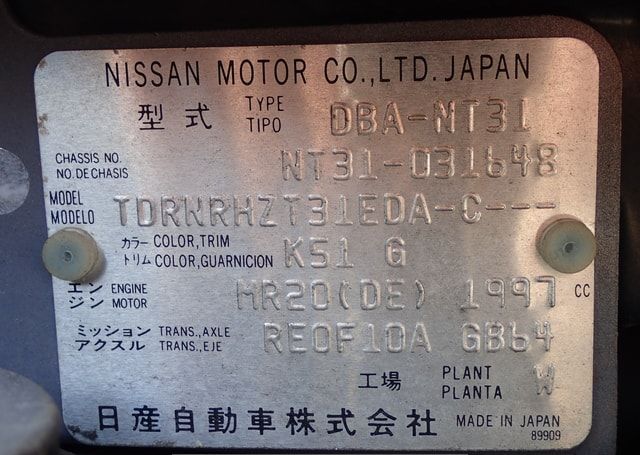 NISSAN MOTOR CO.,LTD. JAPAN
型式 TYPE TIPO DBA-NT31
CHASSIS NO. NO. DE CHASIS NT31-031648
MODEL MODELO TDRNRHZT31EDA-C---
カラー COLOR,TRIM
トリム COLOR,GUARNICION K51 G
エンジン ENGINE MOTOR MR20(DE) 1997 CC
ミッション TRANS.,AXLE
アクスル TRANS.,EJE RE0F10A GB64
工場 PLANT PLANTA W
日産自動車株式会社 MADE IN JAPAN
89909